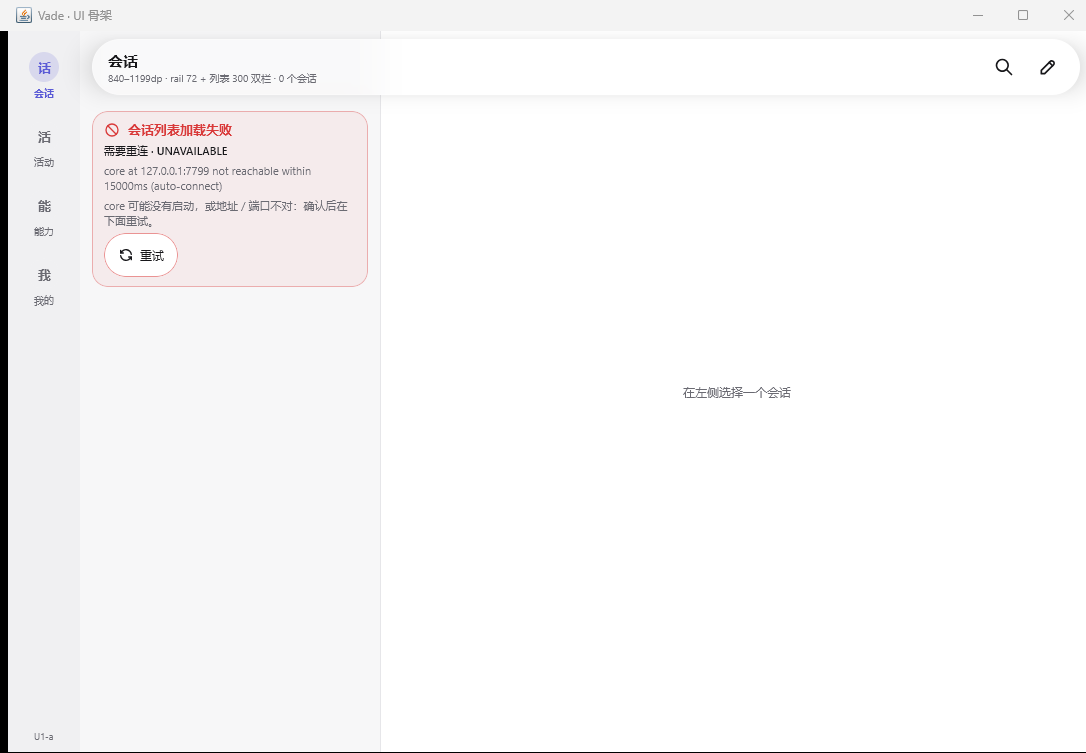 Vade · UI 骨架
话
会话
活
活动
能
能力
我
我的
U1-a
会话
840–1199dp · rail 72 + 列表 300 双栏 · 0 个会话
会话列表加载失败
需要重连 · UNAVAILABLE
core at 127.0.0.1:7799 not reachable within
15000ms (auto-connect)
core 可能没有启动，或地址 / 端口不对：确认后在
下面重试。
重试
在左侧选择一个会话